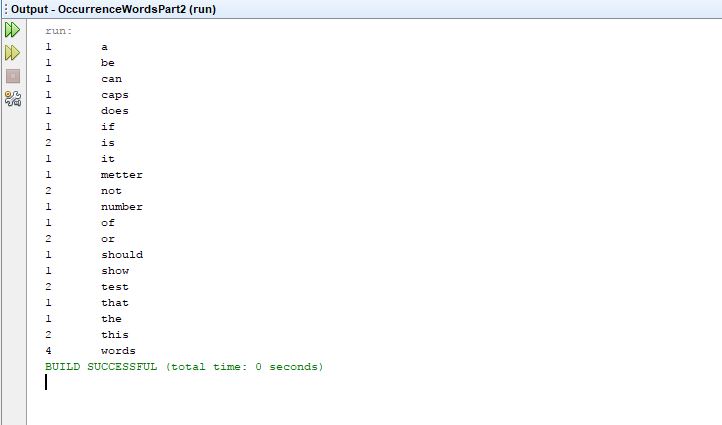 Output - OccurrenceWordsPart2 (run)
run:
1 a
1 be
1 can
1 caps
1 does
1 if
2 is
1 it
1 metter
2 not
1 number
1 of
2 or
1 should
1 show
2 test
1 that
1 the
2 this
4 words
BUILD SUCCESSFUL (total time: 0 seconds)